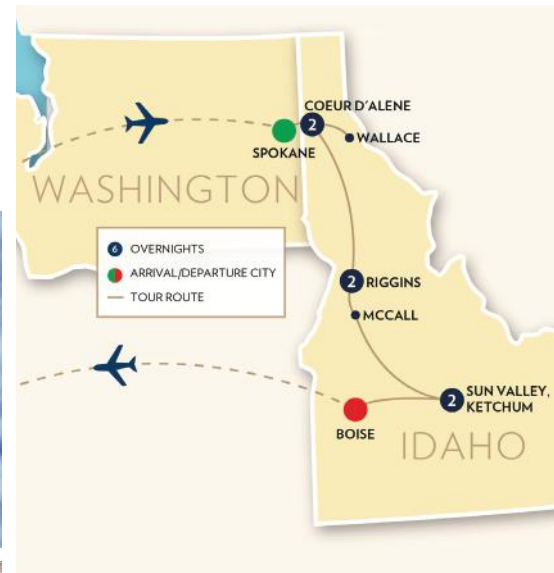 COEUR D'ALENE
2
WALLACE
SPOKANE
WASHINGTON
6 OVERNIGHTS
ARRIVAL/DEPARTURE CITY
TOUR ROUTE
2 RIGGINS
MCCALL
2 SUN VALLEY,
KETCHUM
BOISE
IDAHO